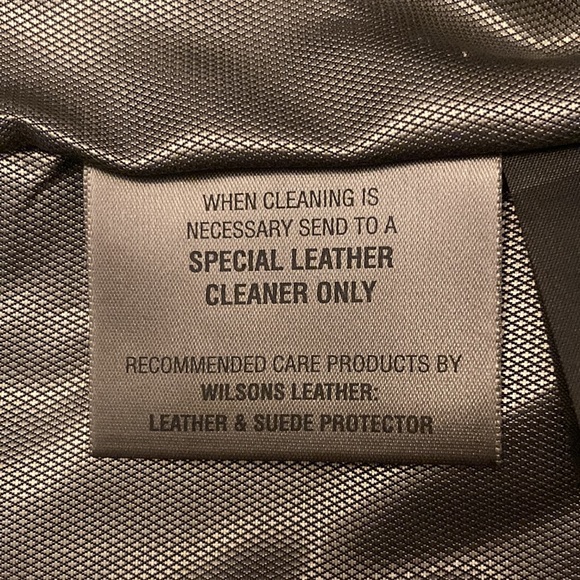 WHEN CLEANING IS
NECESSARY SEND TO A
SPECIAL LEATHER
CLEANER ONLY
RECOMMENDED CARE PRODUCTS BY
WILSONS LEATHER:
LEATHER & SUEDE PROTECTOR